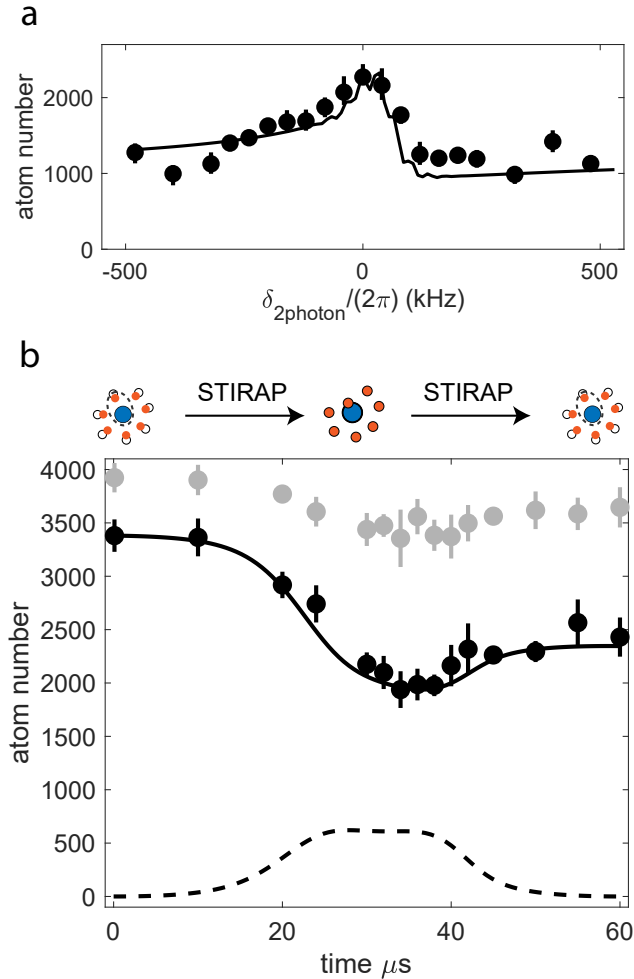 a
2000
1000
0
atom number
-500 0 500
δ2photon/(2π) (kHz)
b
STIRAP STIRAP
4000
3500
3000
2500
2000
1500
1000
500
0
atom number
0 20 40 60
time μs